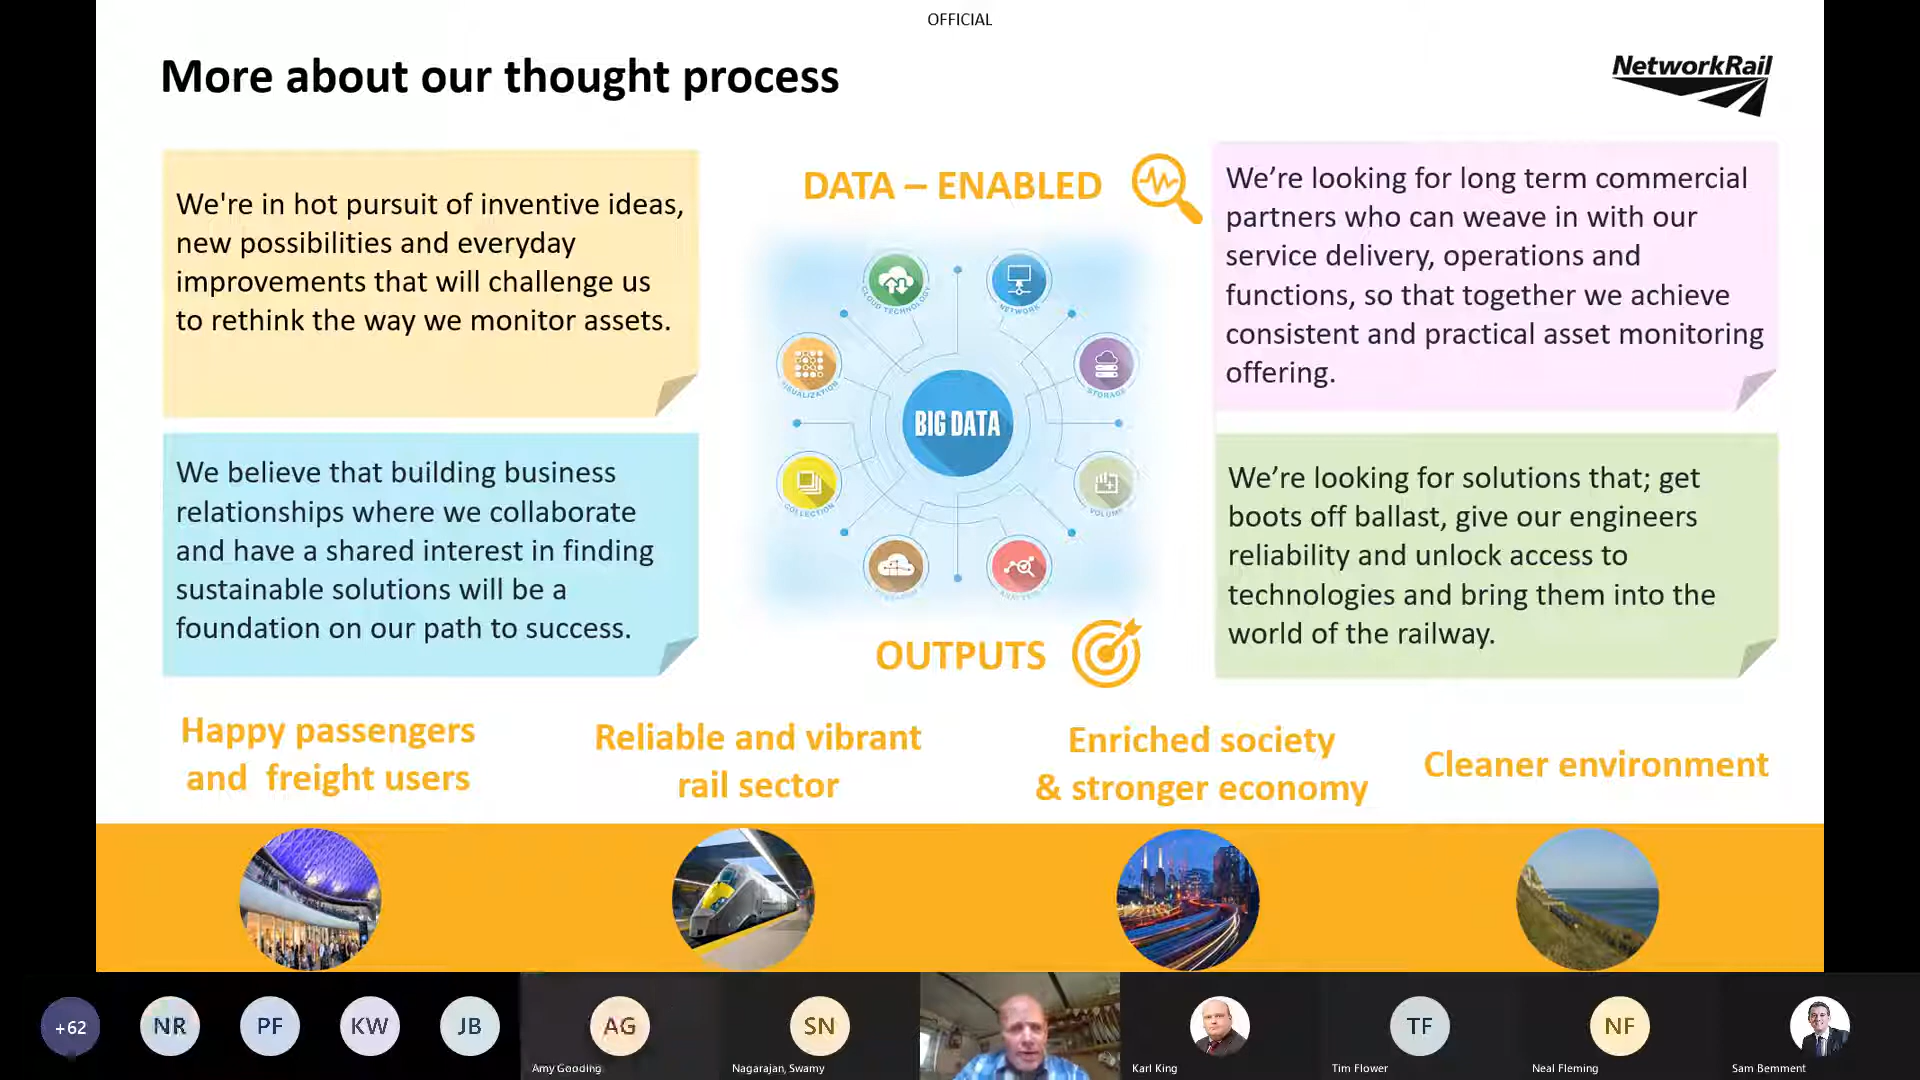 OFFICIAL
More about our thought process
NetworkRail
We're in hot pursuit of inventive ideas,
new possibilities and everyday
improvements that will challenge us
to rethink the way we monitor assets.
We believe that building business
relationships where we collaborate
and have a shared interest in finding
sustainable solutions will be a
foundation on our path to success.
DATA – ENABLED
CLOUD TECHNOLOGY
NETWORK
VISUALIZATION
STORAGE
BIG DATA
COLLECTION
VOLUME
ANALYSIS
OUTPUTS
We’re looking for long term commercial
partners who can weave in with our
service delivery, operations and
functions, so that together we achieve
consistent and practical asset monitoring
offering.
We’re looking for solutions that; get
boots off ballast, give our engineers
reliability and unlock access to
technologies and bring them into the
world of the railway.
Happy passengers
and freight users
Reliable and vibrant
rail sector
Enriched society
& stronger economy
Cleaner environment
+62
NR
PF
KW
JB
AG
Amy Gooding
SN
Nagarajan, Swamy
Karl King
TF
Tim Flower
NF
Neal Fleming
Sam Bemment